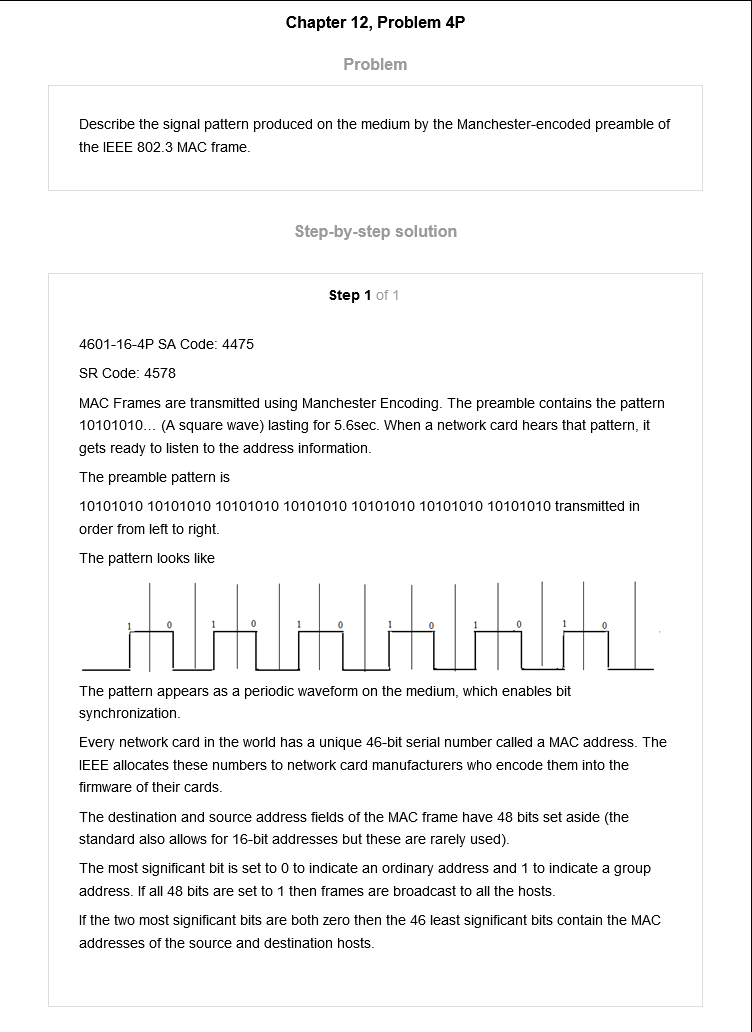 Chapter 12, Problem 4P
Problem
Describe the signal pattern produced on the medium by the Manchester-encoded preamble of
the IEEE 802.3 MAC frame.
Step-by-step solution
Step 1 of 1
4601-16-4P SA Code: 4475
SR Code: 4578
MAC Frames are transmitted using Manchester Encoding. The preamble contains the pattern
10101010... (A square wave) lasting for 5.6sec. When a network card hears that pattern, it
gets ready to listen to the address information.
The preamble pattern is
10101010 10101010 10101010 10101010 10101010 10101010 10101010 transmitted in
order from left to right.
The pattern looks like
1 0 1 0 1 0 1 0 1 0 1 0
The pattern appears as a periodic waveform on the medium, which enables bit
synchronization.
Every network card in the world has a unique 46-bit serial number called a MAC address. The
IEEE allocates these numbers to network card manufacturers who encode them into the
firmware of their cards.
The destination and source address fields of the MAC frame have 48 bits set aside (the
standard also allows for 16-bit addresses but these are rarely used).
The most significant bit is set to 0 to indicate an ordinary address and 1 to indicate a group
address. If all 48 bits are set to 1 then frames are broadcast to all the hosts.
If the two most significant bits are both zero then the 46 least significant bits contain the MAC
addresses of the source and destination hosts.